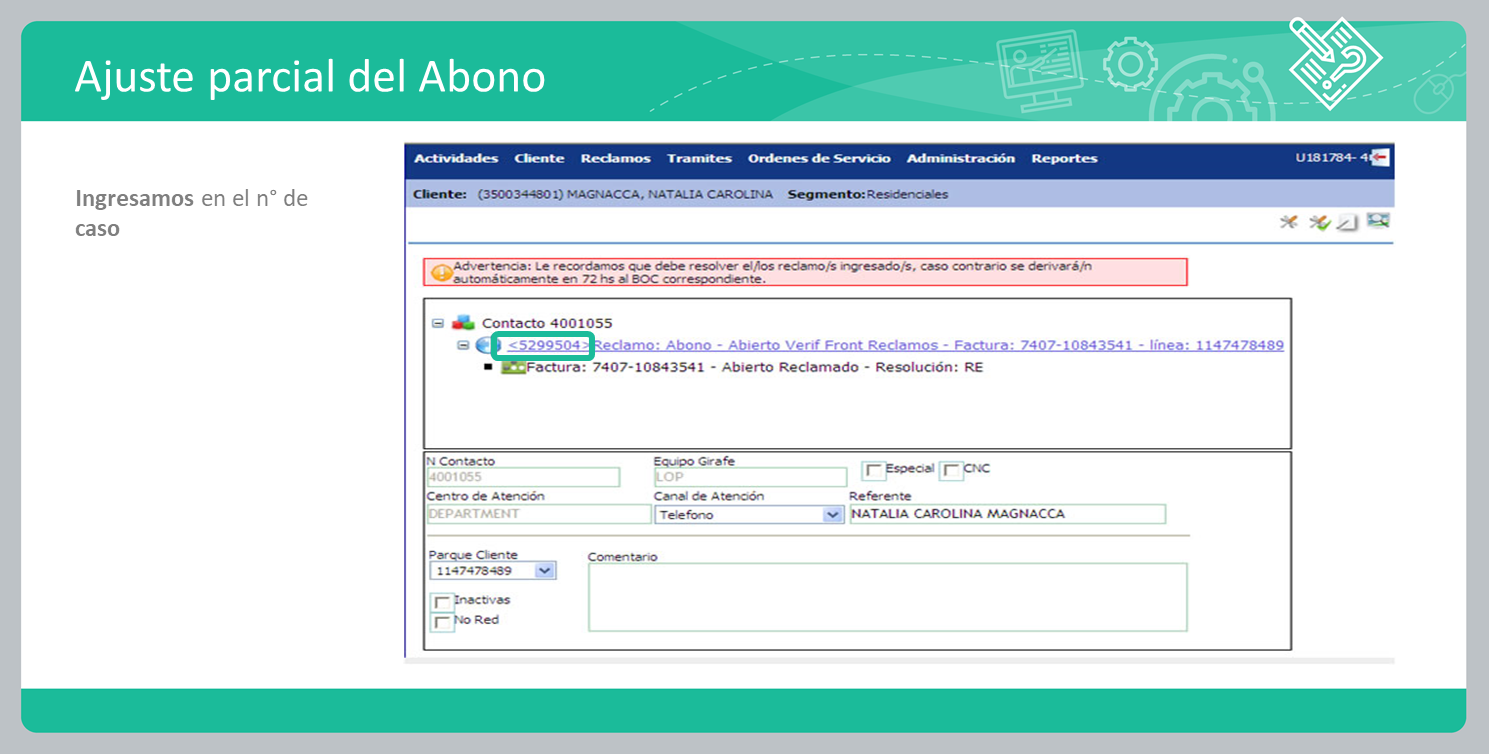 Ajuste parcial del Abono
Ingresamos en el n° de
caso
Actividades Cliente Reclamos Tramites Ordenes de Servicio Administración Reportes
U181784- 4
Cliente: (3500344801) MAGNACCA, NATALIA CAROLINA Segmento:Residenciales
Advertencia: Le recordamos que debe resolver el/los reclamo/s ingresado/s, caso contrario se derivará/n
automáticamente en 72 hs al BOC correspondiente.
Contacto 4001055
<5299504>Reclamo: Abono - Abierto Verif Front Reclamos - Factura: 7407-10843541 - línea: 1147478489
Factura: 7407-10843541 - Abierto Reclamado - Resolución: RE
N Contacto
Equipo Girafe
4001055
LOP
Especial
CNC
Centro de Atención
Canal de Atención
Referente
DEPARTMENT
Telefono
NATALIA CAROLINA MAGNACCA
Parque Cliente
Comentario
1147478489
Inactivas
No Red